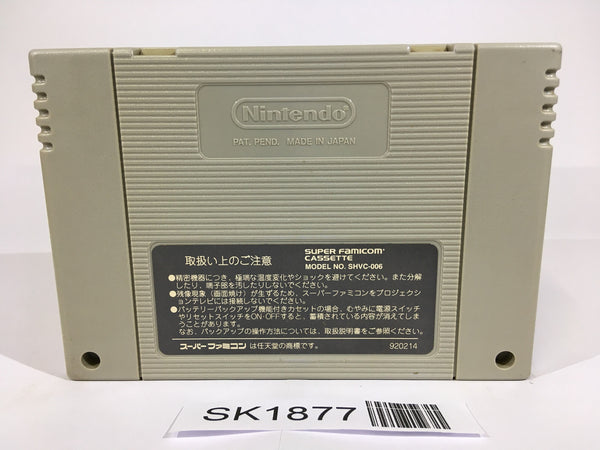 Nintendo
PAT. PEND. MADE IN JAPAN
取扱い上のご注意
SUPER FAMICOM
CASSETTE
MODEL NO. SHVC-006
●精密機器につき、極端な温度変化やショックを避けてください。また分解
したり、端子部を汚したりしないでください。
●残像現象（画面焼け）が生ずるため、スーパーファミコンをプロジェクシ
ョンテレビには接続しないでください。
●バッテリーバックアップ機能付きカセットの場合、むやみに電源スイッチ
やリセットスイッチをON・OFFすると、蓄積されている内容が消えてしま
うことがあります。
なお、バックアップの操作方法については、取扱説明書をご参照ください。
スーパーファミコン は任天堂の商標です。
920214
SK1877